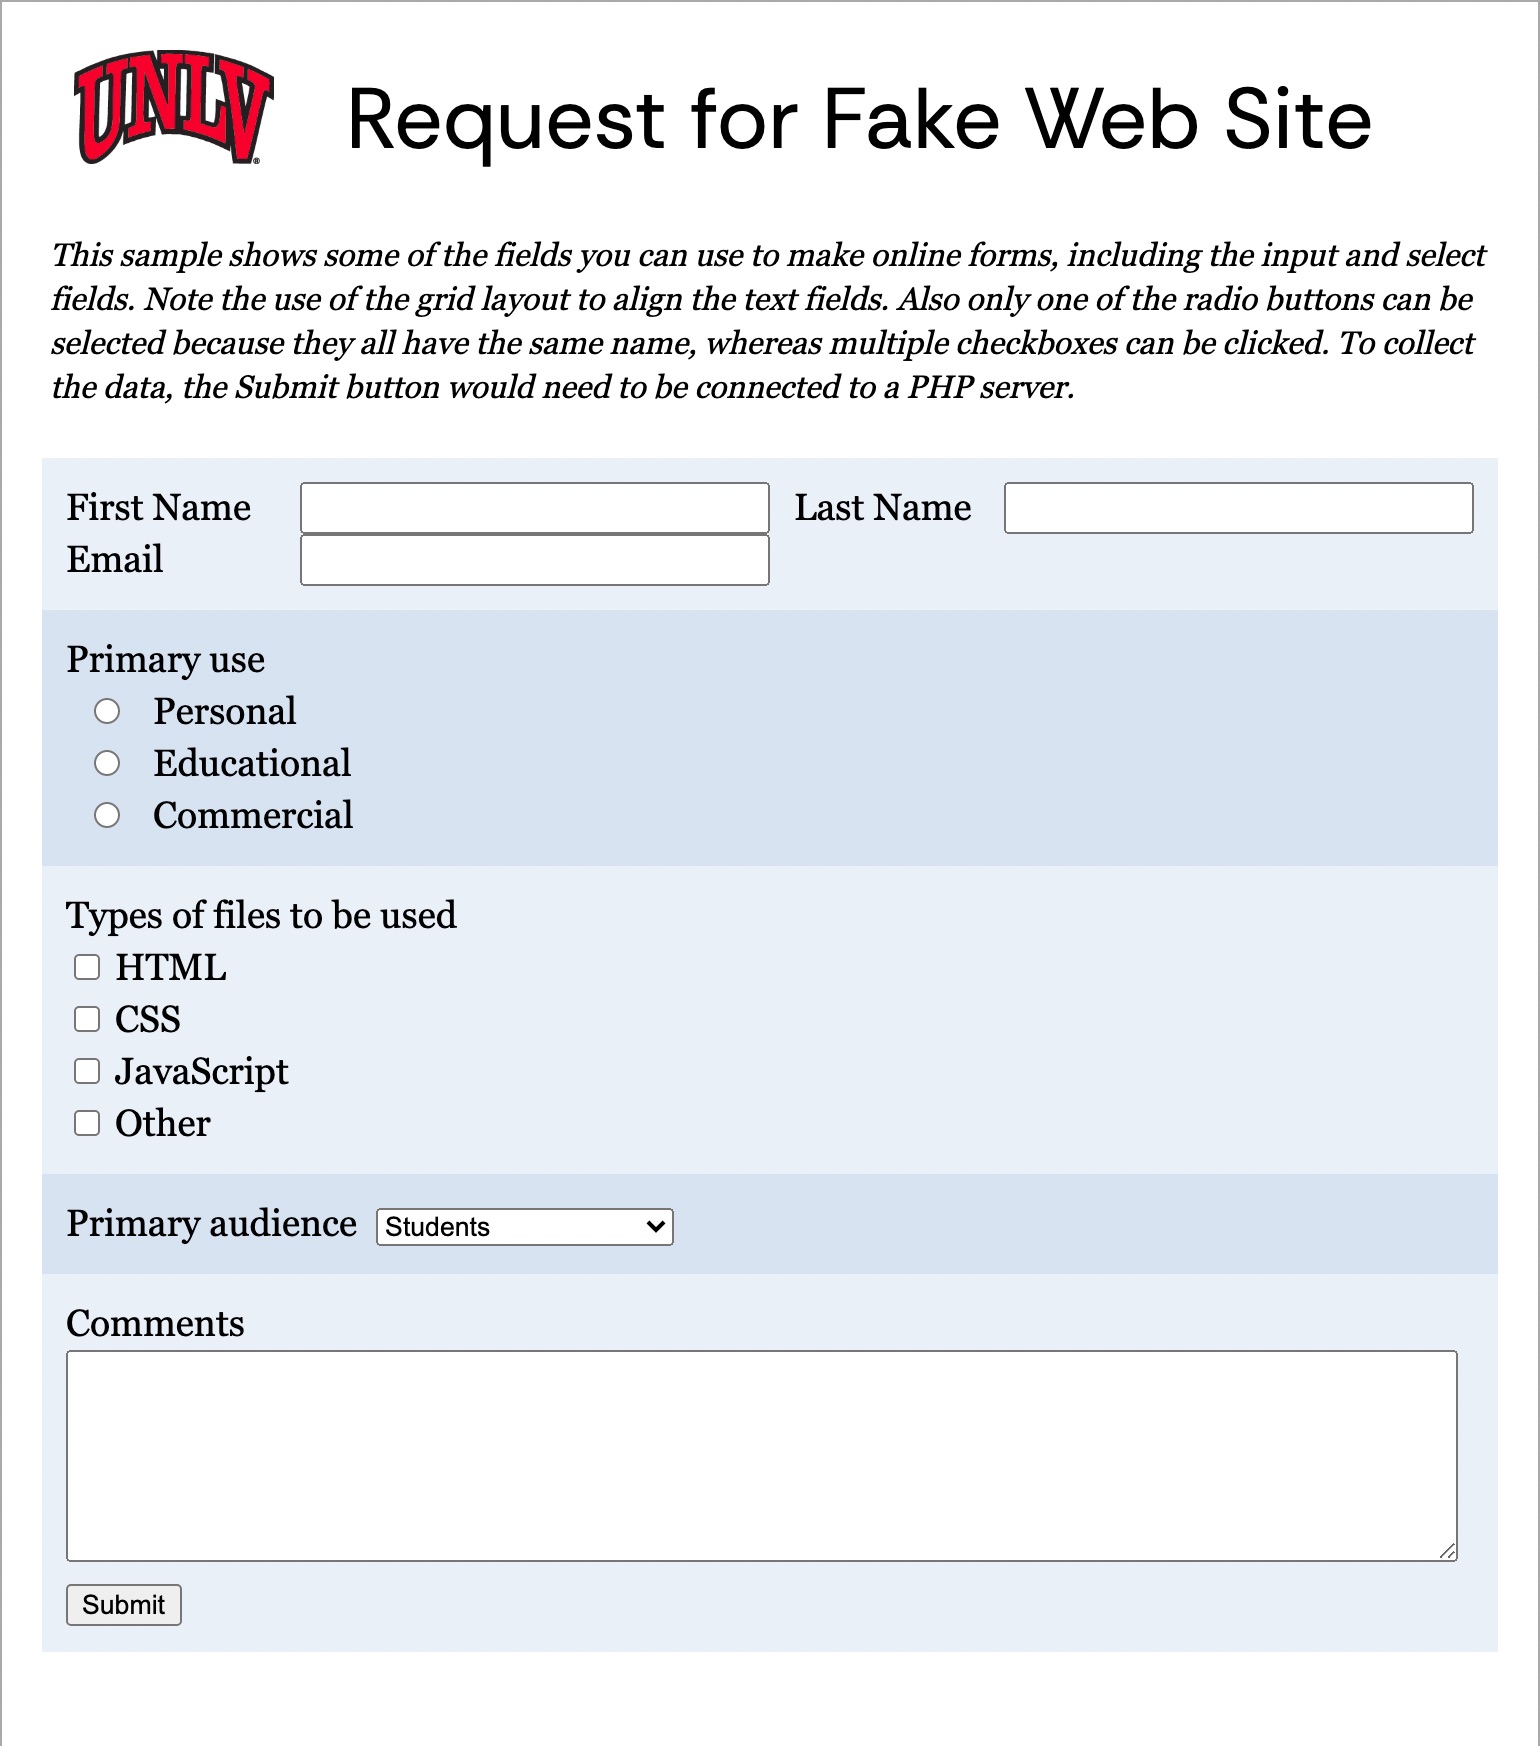 UNLV®
Request for Fake Web Site
This sample shows some of the fields you can use to make online forms, including the input and select
fields. Note the use of the grid layout to align the text fields. Also only one of the radio buttons can be
selected because they all have the same name, whereas multiple checkboxes can be clicked. To collect
the data, the Submit button would need to be connected to a PHP server.
First Name Last Name
Email
Primary use
Personal
Educational
Commercial
Types of files to be used
HTML
CSS
JavaScript
Other
Primary audience Students
Comments
Submit